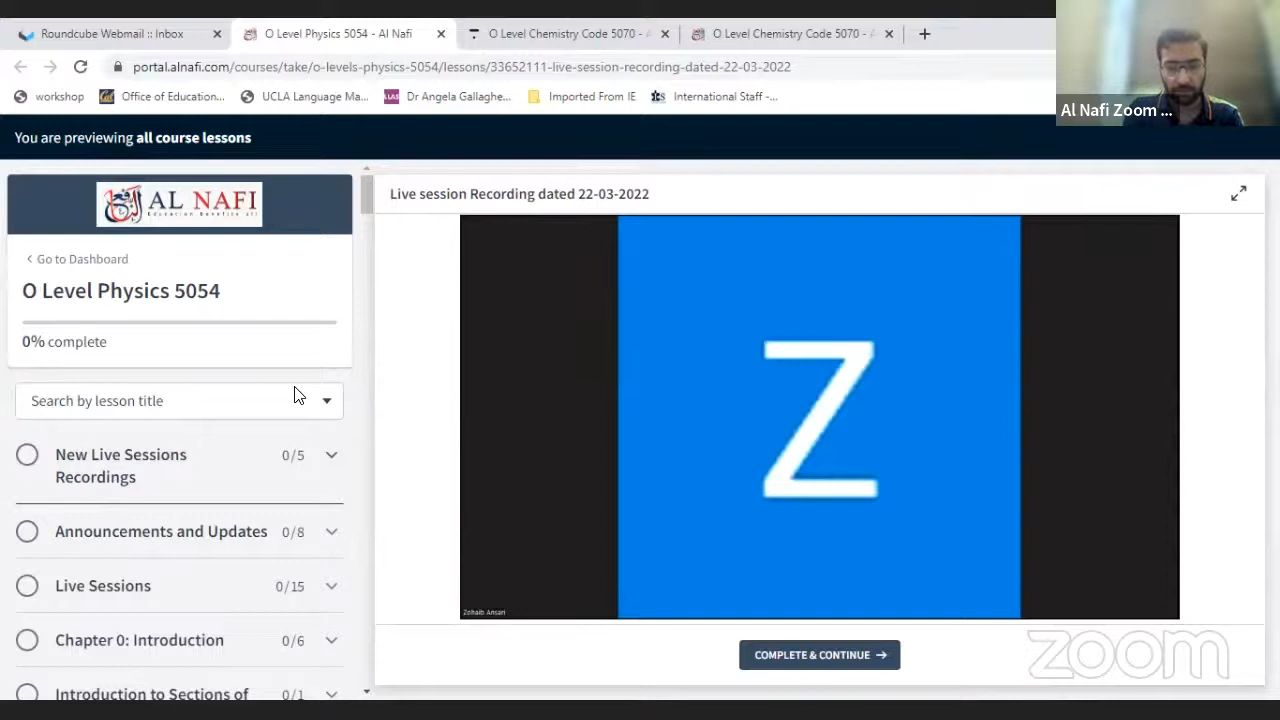 Roundcube Webmail :: Inbox
O Level Physics 5054 - Al Nafi
O Level Chemistry Code 5070 -
O Level Chemistry Code 5070 -
portal.alnafi.com/courses/take/o-levels-physics-5054/lessons/33652111-live-session-recording-dated-22-03-2022
workshop
Office of Education...
UCLA Language Ma...
Dr Angela Gallaghe...
Imported From IE
International Staff -...
Al Nafi Zoom ...
You are previewing all course lessons
AL NAFI
Education Benefits all
Go to Dashboard
O Level Physics 5054
0% complete
Search by lesson title
New Live Sessions
Recordings
0/5
Announcements and Updates 0/8
Live Sessions 0/15
Chapter 0: Introduction 0/6
Introduction to Sections of 0/1
Live session Recording dated 22-03-2022
Z
Zohaib Ansari
COMPLETE & CONTINUE
zoom